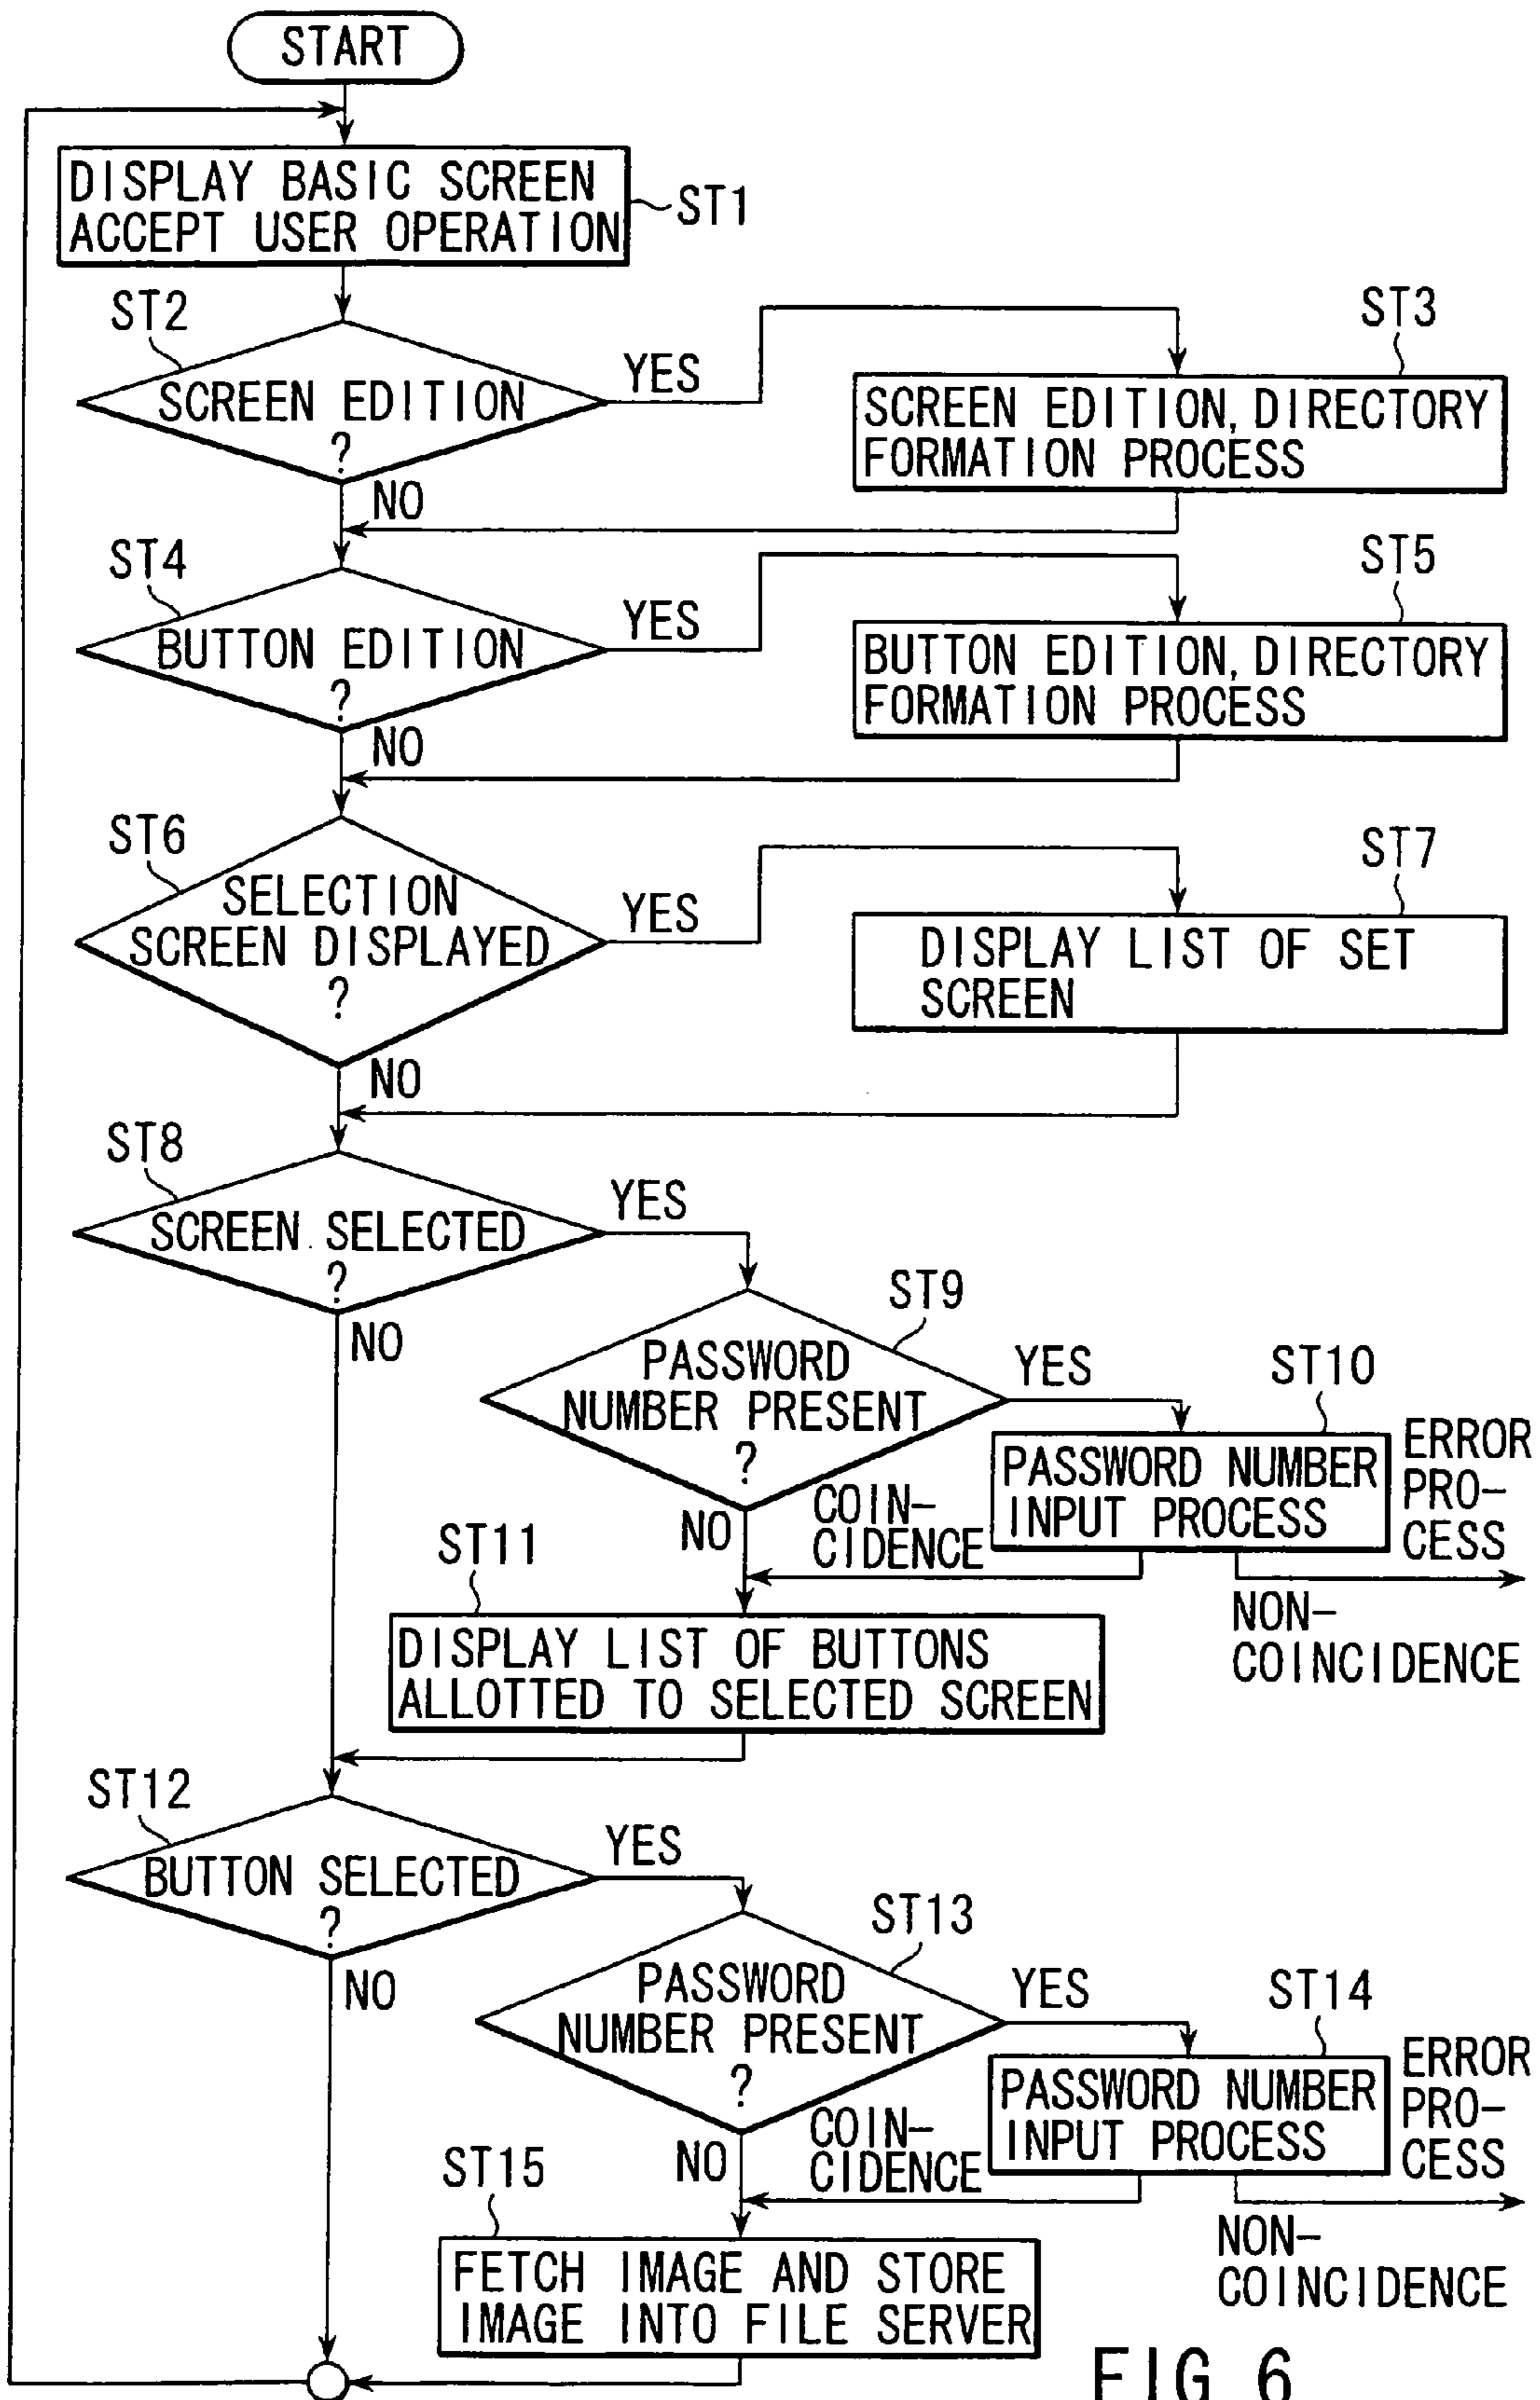 START
DISPLAY BASIC SCREEN
ACCEPT USER OPERATION
ST1
ST2
SCREEN EDITION
?
YES
NO
ST3
SCREEN EDITION, DIRECTORY
FORMATION PROCESS
ST4
BUTTON EDITION
?
YES
NO
ST5
BUTTON EDITION, DIRECTORY
FORMATION PROCESS
ST6
SELECTION
SCREEN DISPLAYED
?
YES
NO
ST7
DISPLAY LIST OF SET
SCREEN
ST8
SCREEN SELECTED
?
YES
NO
ST9
PASSWORD
NUMBER PRESENT
?
YES
NO
ST10
PASSWORD NUMBER
INPUT PROCESS
COIN-
CIDENCE
ERROR
PRO-
CESS
NON-
COINCIDENCE
ST11
DISPLAY LIST OF BUTTONS
ALLOTTED TO SELECTED SCREEN
ST12
BUTTON SELECTED
?
YES
NO
ST13
PASSWORD
NUMBER PRESENT
?
YES
NO
ST14
PASSWORD NUMBER
INPUT PROCESS
COIN-
CIDENCE
ERROR
PRO-
CESS
NON-
COINCIDENCE
ST15
FETCH IMAGE AND STORE
IMAGE INTO FILE SERVER
FIG. 6